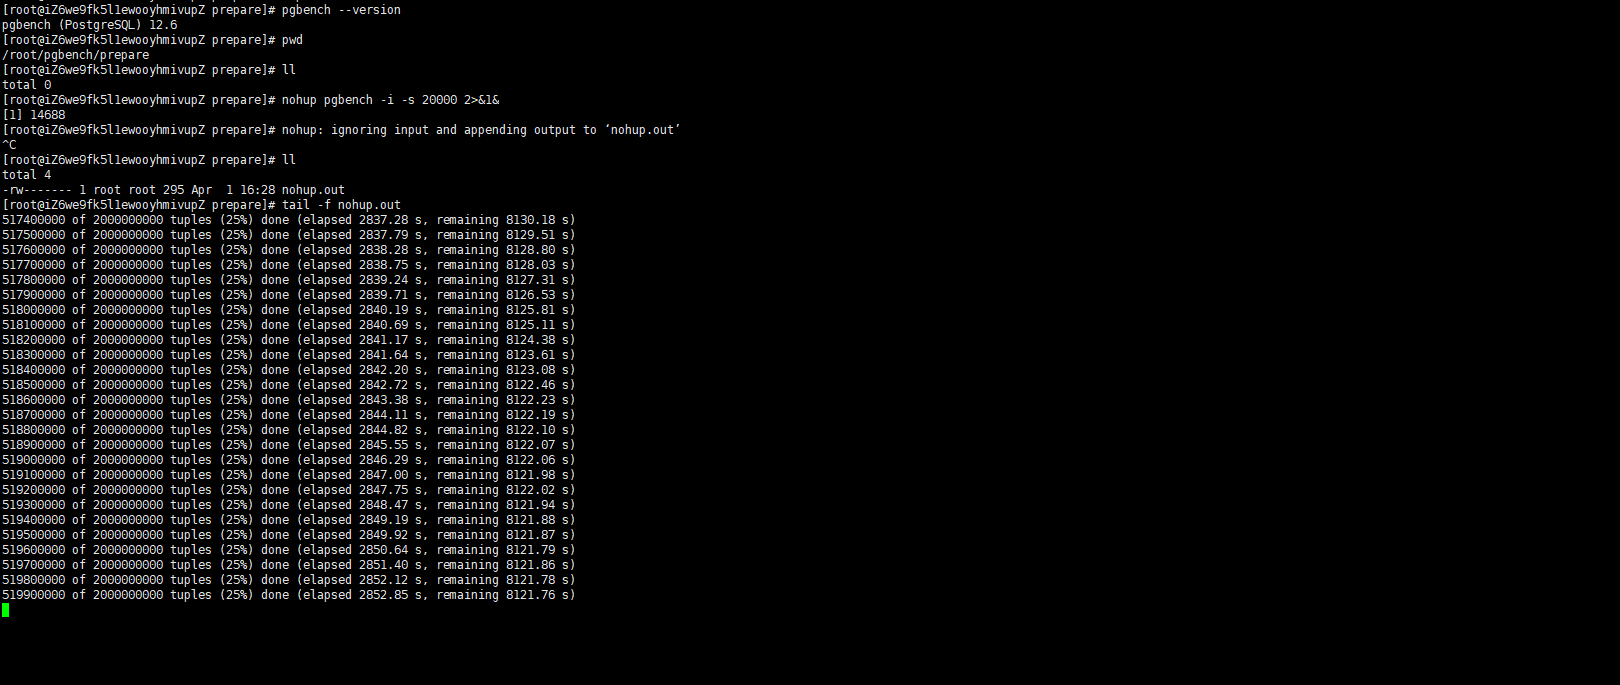 [root@iZ6we9fk5l1ewooyhmivupZ prepare]# pgbench --version
pgbench (PostgreSQL) 12.6
[root@iZ6we9fk5l1ewooyhmivupZ prepare]# pwd
/root/pgbench/prepare
[root@iZ6we9fk5l1ewooyhmivupZ prepare]# ll
total 0
[root@iZ6we9fk5l1ewooyhmivupZ prepare]# nohup pgbench -i -s 20000 2>&1&
[1] 14688
[root@iZ6we9fk5l1ewooyhmivupZ prepare]# nohup: ignoring input and appending output to ‘nohup.out’
^C
[root@iZ6we9fk5l1ewooyhmivupZ prepare]# ll
total 4
-rw------- 1 root root 295 Apr  1 16:28 nohup.out
[root@iZ6we9fk5l1ewooyhmivupZ prepare]# tail -f nohup.out
517400000 of 2000000000 tuples (25%) done (elapsed 2837.28 s, remaining 8130.18 s)
517500000 of 2000000000 tuples (25%) done (elapsed 2837.79 s, remaining 8129.51 s)
517600000 of 2000000000 tuples (25%) done (elapsed 2838.28 s, remaining 8128.80 s)
517700000 of 2000000000 tuples (25%) done (elapsed 2838.75 s, remaining 8128.03 s)
517800000 of 2000000000 tuples (25%) done (elapsed 2839.24 s, remaining 8127.31 s)
517900000 of 2000000000 tuples (25%) done (elapsed 2839.71 s, remaining 8126.53 s)
518000000 of 2000000000 tuples (25%) done (elapsed 2840.19 s, remaining 8125.81 s)
518100000 of 2000000000 tuples (25%) done (elapsed 2840.69 s, remaining 8125.11 s)
518200000 of 2000000000 tuples (25%) done (elapsed 2841.17 s, remaining 8124.38 s)
518300000 of 2000000000 tuples (25%) done (elapsed 2841.64 s, remaining 8123.61 s)
518400000 of 2000000000 tuples (25%) done (elapsed 2842.20 s, remaining 8123.08 s)
518500000 of 2000000000 tuples (25%) done (elapsed 2842.72 s, remaining 8122.46 s)
518600000 of 2000000000 tuples (25%) done (elapsed 2843.38 s, remaining 8122.23 s)
518700000 of 2000000000 tuples (25%) done (elapsed 2844.11 s, remaining 8122.19 s)
518800000 of 2000000000 tuples (25%) done (elapsed 2844.82 s, remaining 8122.10 s)
518900000 of 2000000000 tuples (25%) done (elapsed 2845.55 s, remaining 8122.07 s)
519000000 of 2000000000 tuples (25%) done (elapsed 2846.29 s, remaining 8122.06 s)
519100000 of 2000000000 tuples (25%) done (elapsed 2847.00 s, remaining 8121.98 s)
519200000 of 2000000000 tuples (25%) done (elapsed 2847.75 s, remaining 8122.02 s)
519300000 of 2000000000 tuples (25%) done (elapsed 2848.47 s, remaining 8121.94 s)
519400000 of 2000000000 tuples (25%) done (elapsed 2849.19 s, remaining 8121.88 s)
519500000 of 2000000000 tuples (25%) done (elapsed 2849.92 s, remaining 8121.87 s)
519600000 of 2000000000 tuples (25%) done (elapsed 2850.64 s, remaining 8121.79 s)
519700000 of 2000000000 tuples (25%) done (elapsed 2851.40 s, remaining 8121.86 s)
519800000 of 2000000000 tuples (25%) done (elapsed 2852.12 s, remaining 8121.78 s)
519900000 of 2000000000 tuples (25%) done (elapsed 2852.85 s, remaining 8121.76 s)